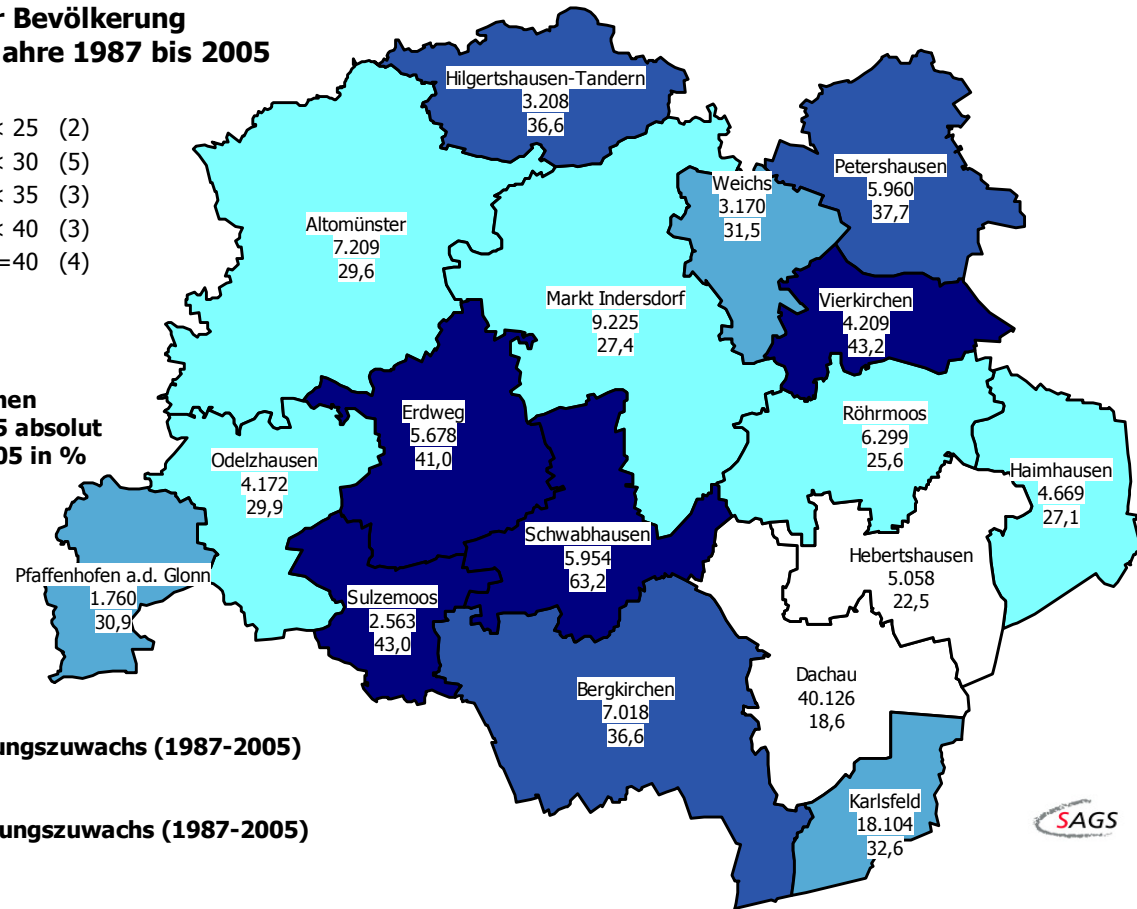 r Bevölkerung
ahre 1987 bis 2005
< 25 (2)
< 30 (5)
< 35 (3)
< 40 (3)
=40 (4)
Hilgertshausen-Tandern
3.208
36,6
Petershausen
5.960
37,7
Weichs
3.170
31,5
Altomünster
7.209
29,6
Markt Indersdorf
9.225
27,4
Vierkirchen
4.209
43,2
nen
5 absolut
05 in %
Erdweg
5.678
41,0
Röhrmoos
6.299
25,6
Odelzhausen
4.172
29,9
Haimhausen
4.669
27,1
Schwabhausen
5.954
63,2
Hebertshausen
5.058
22,5
Pfaffenhofen a.d. Glonn
1.760
30,9
Sulzemoos
2.563
43,0
Dachau
40.126
18,6
Bergkirchen
7.018
36,6
ungszuwachs (1987-2005)
Karlsfeld
18.104
32,6
ungszuwachs (1987-2005)
SAGS